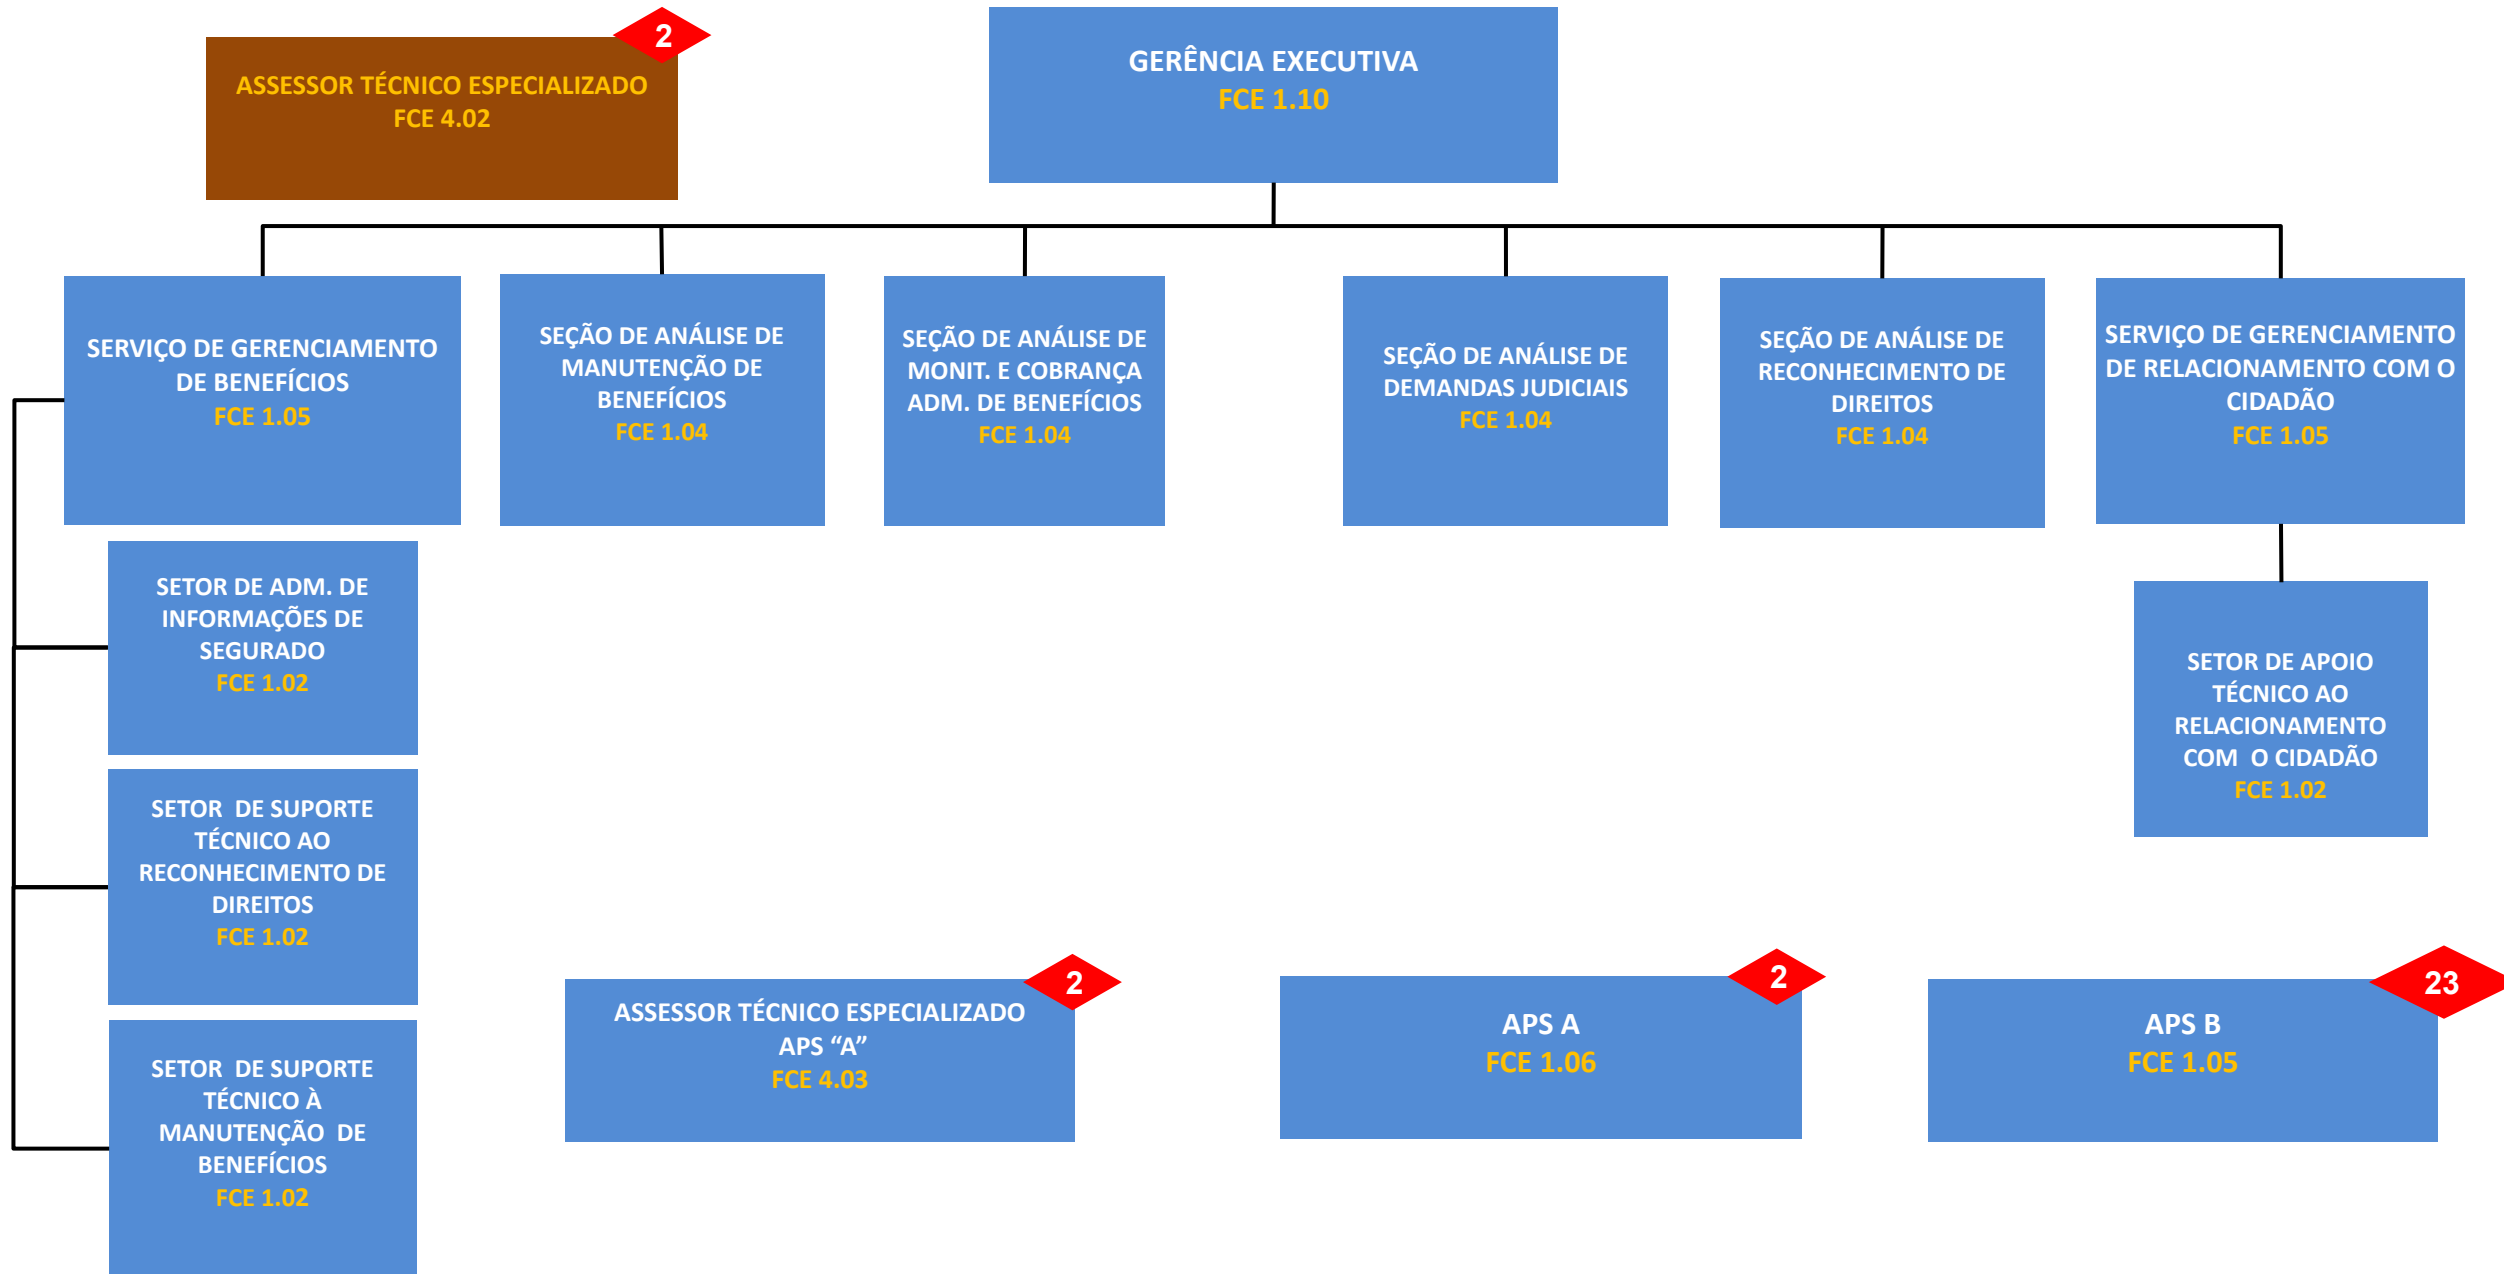 2
ASSESSOR TÉCNICO ESPECIALIZADO
FCE 4.02
GERÊNCIA EXECUTIVA
FCE 1.10
SERVIÇO DE GERENCIAMENTO
DE BENEFÍCIOS
FCE 1.05
SEÇÃO DE ANÁLISE DE
MANUTENÇÃO DE
BENEFÍCIOS
FCE 1.04
SEÇÃO DE ANÁLISE DE
MONIT. E COBRANÇA
ADM. DE BENEFÍCIOS
FCE 1.04
SEÇÃO DE ANÁLISE DE
DEMANDAS JUDICIAIS
FCE 1.04
SEÇÃO DE ANÁLISE DE
RECONHECIMENTO DE
DIREITOS
FCE 1.04
SERVIÇO DE GERENCIAMENTO
DE RELACIONAMENTO COM O
CIDADÃO
FCE 1.05
SETOR DE ADM. DE
INFORMAÇÕES DE
SEGURADO
FCE 1.02
SETOR DE APOIO
TÉCNICO AO
RELACIONAMENTO
COM O CIDADÃO
FCE 1.02
SETOR DE SUPORTE
TÉCNICO AO
RECONHECIMENTO DE
DIREITOS
FCE 1.02
SETOR DE SUPORTE
TÉCNICO À
MANUTENÇÃO DE
BENEFÍCIOS
FCE 1.02
2
ASSESSOR TÉCNICO ESPECIALIZADO
APS “A”
FCE 4.03
2
APS A
FCE 1.06
23
APS B
FCE 1.05